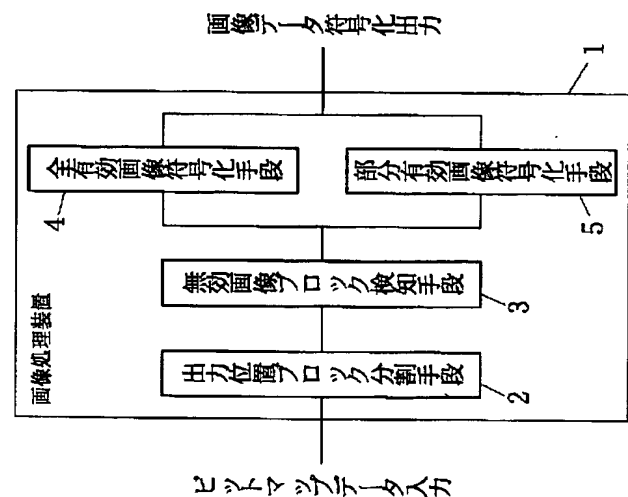 画像処理装置
ビットマップデータ入力
出力位置ブロック分割手段
2
無効画像ブロック検知手段
3
全有効画像符号化手段
4
部分有効画像符号化手段
5
画像データ符号化出力
1